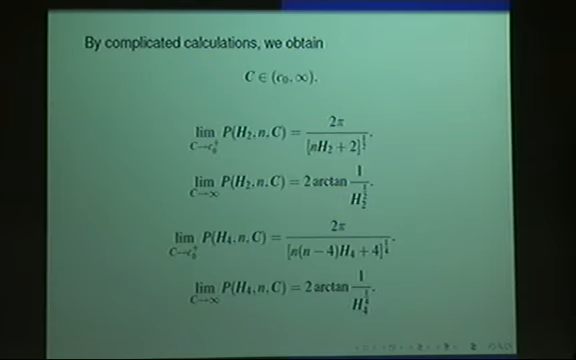 By complicated calculations, we obtain
C ∈ (c₀, ∞).
lim_{C→c₀⁺} P(H₂, n, C) = 2π / [nH₂ + 2]^{1/2}.
lim_{C→∞} P(H₂, n, C) = 2 arctan 1 / H₂^{1/2}.
lim_{C→c₀⁺} P(H₄, n, C) = 2π / [n(n − 4)H₄ + 4]^{1/4}.
lim_{C→∞} P(H₄, n, C) = 2 arctan 1 / H₄^{1/4}.